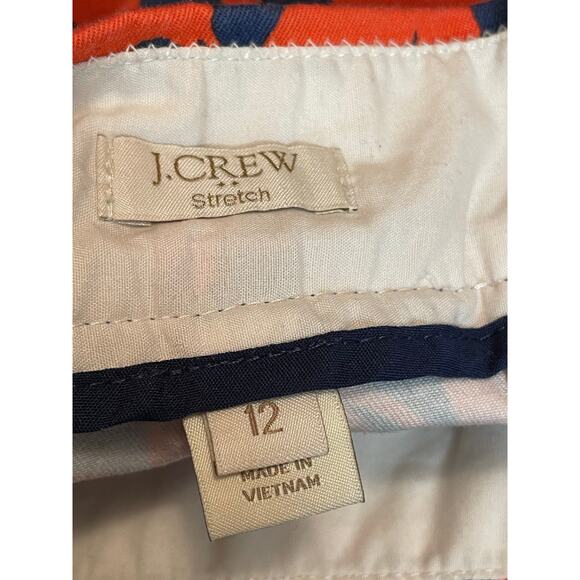 J.CREW
Stretch
12
MADE IN
VIETNAM